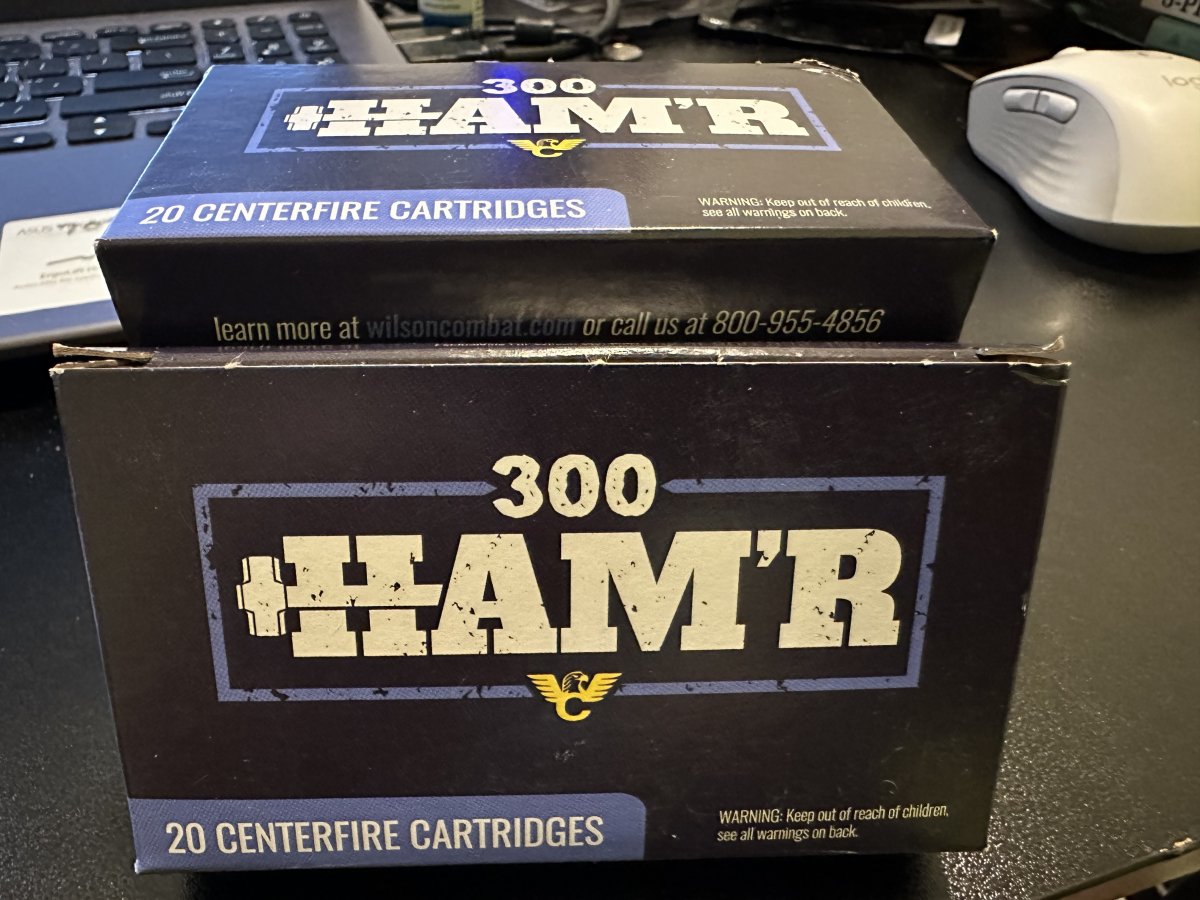 300
HAM'R
C
20 CENTERFIRE CARTRIDGES
WARNING: Keep out of reach of children,
see all warnings on back.
learn more at wilsoncombat.com or call us at 800-955-4856
300
HAM'R
C
20 CENTERFIRE CARTRIDGES
WARNING: Keep out of reach of children,
see all warnings on back.
ASUS